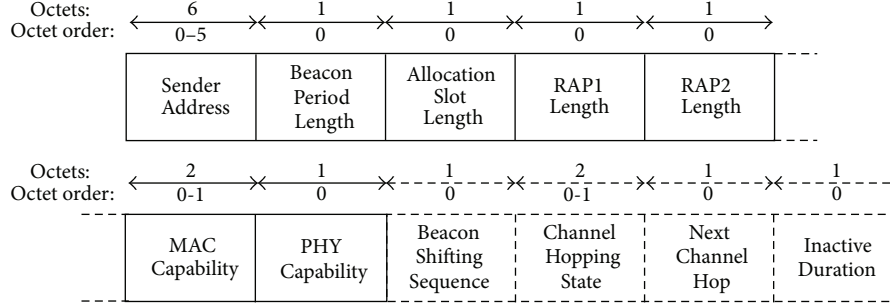 Octets: 6 1 1 1 1
Octet order: 0–5 0 0 0 0
Sender Address
Beacon Period Length
Allocation Slot Length
RAP1 Length
RAP2 Length
Octets: 2 1 1 2 1 1
Octet order: 0-1 0 0 0-1 0 0
MAC Capability
PHY Capability
Beacon Shifting Sequence
Channel Hopping State
Next Channel Hop
Inactive Duration